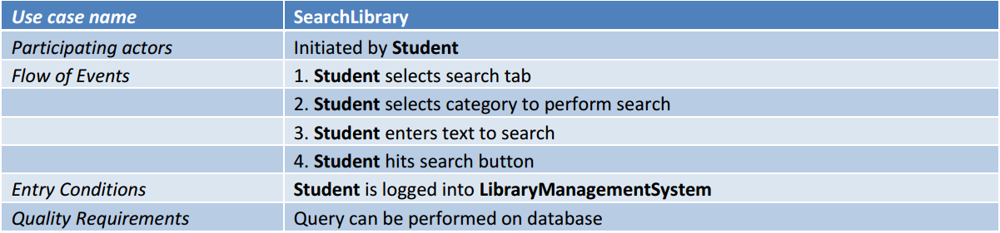 Use case name SearchLibrary
Participating actors Initiated by Student
Flow of Events 1. Student selects search tab
2. Student selects category to perform search
3. Student enters text to search
4. Student hits search button
Entry Conditions Student is logged into LibraryManagementSystem
Quality Requirements Query can be performed on database